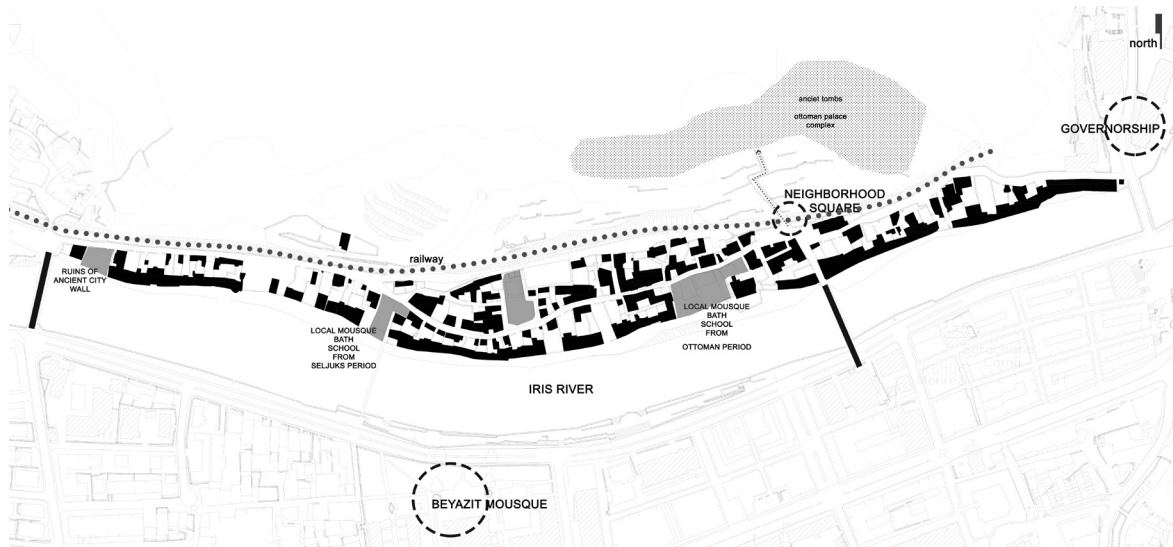 north
anciet tombs
ottoman palace
complex
GOVERNORSHIP
NEIGHBORHOOD
SQUARE
railway
RUINS OF
ANCIENT CITY
WALL
LOCAL MOUSQUE
BATH
SCHOOL
FROM
SELJUKS PERIOD
LOCAL MOUSQUE
BATH
SCHOOL
FROM
OTTOMAN PERIOD
IRIS RIVER
BEYAZIT MOUSQUE